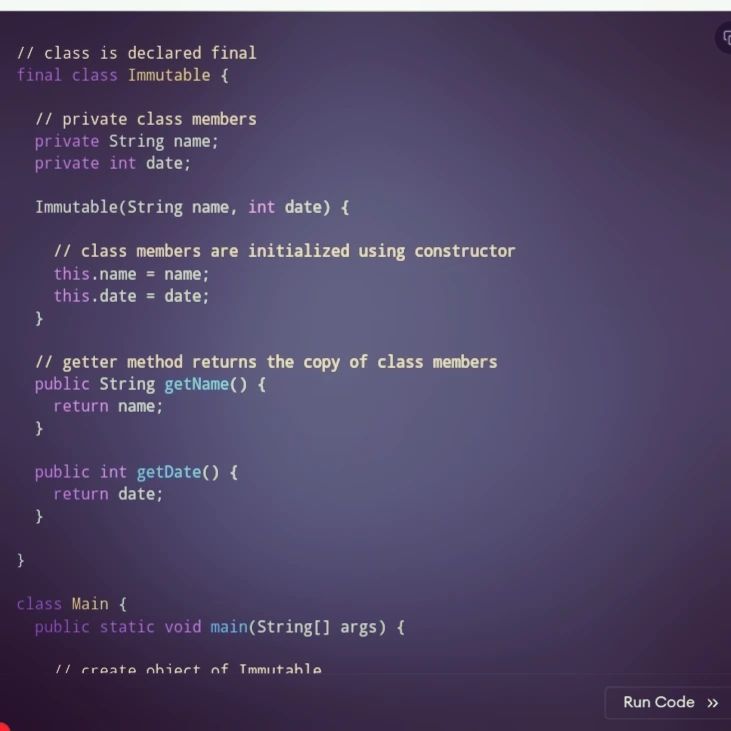 // class is declared final
final class Immutable {
// private class members
private String name;
private int date;
Immutable(String name, int date) {
// class members are initialized using constructor
this.name = name;
this.date = date;
}
// getter method returns the copy of class members
public String getName() {
return name;
}
public int getDate() {
return date;
}
}
class Main {
public static void main(String[] args) {
// create object of Immutable
Run Code »